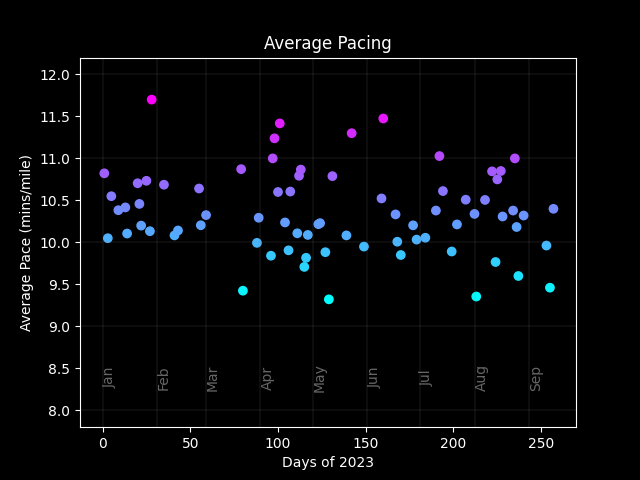 Average Pacing
Average Pace (mins/mile)
12.0
11.5
11.0
10.5
10.0
9.5
9.0
8.5
8.0
Jan
Feb
Mar
Apr
May
Jun
Jul
Aug
Sep
0 50 100 150 200 250
Days of 2023